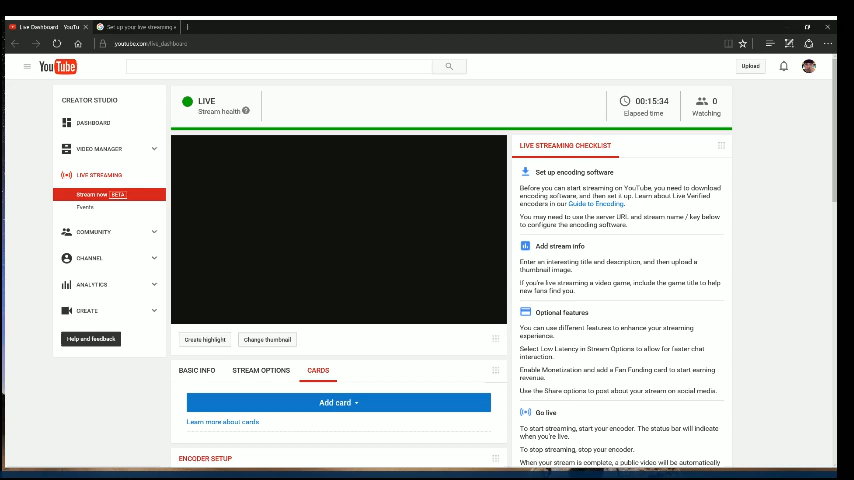 Live Dashboard - YouTu
Set up your live streaming e
youtube.com/live_dashboard
YouTube
Upload
CREATOR STUDIO
DASHBOARD
VIDEO MANAGER
LIVE STREAMING
Stream now BETA
Events
COMMUNITY
CHANNEL
ANALYTICS
CREATE
Help and feedback
LIVE
Stream health ?
00:15:34
Elapsed time
0
Watching
Create highlight
Change thumbnail
BASIC INFO
STREAM OPTIONS
CARDS
Add card
Learn more about cards
ENCODER SETUP
LIVE STREAMING CHECKLIST
Set up encoding software
Before you can start streaming on YouTube, you need to download
encoding software, and then set it up. Learn about Live Verified
encoders in our Guide to Encoding.
You may need to use the server URL and stream name / key below
to configure the encoding software.
Add stream info
Enter an interesting title and description, and then upload a
thumbnail image.
If you're live streaming a video game, include the game title to help
new fans find you.
Optional features
You can use different features to enhance your streaming
experience.
Select Low Latency in Stream Options to allow for faster chat
interaction.
Enable Monetization and add a Fan Funding card to start earning
revenue.
Use the Share options to post about your stream on social media.
Go live
To start streaming, start your encoder. The status bar will indicate
when you're live.
To stop streaming, stop your encoder.
When your stream is complete, a public video will be automatically